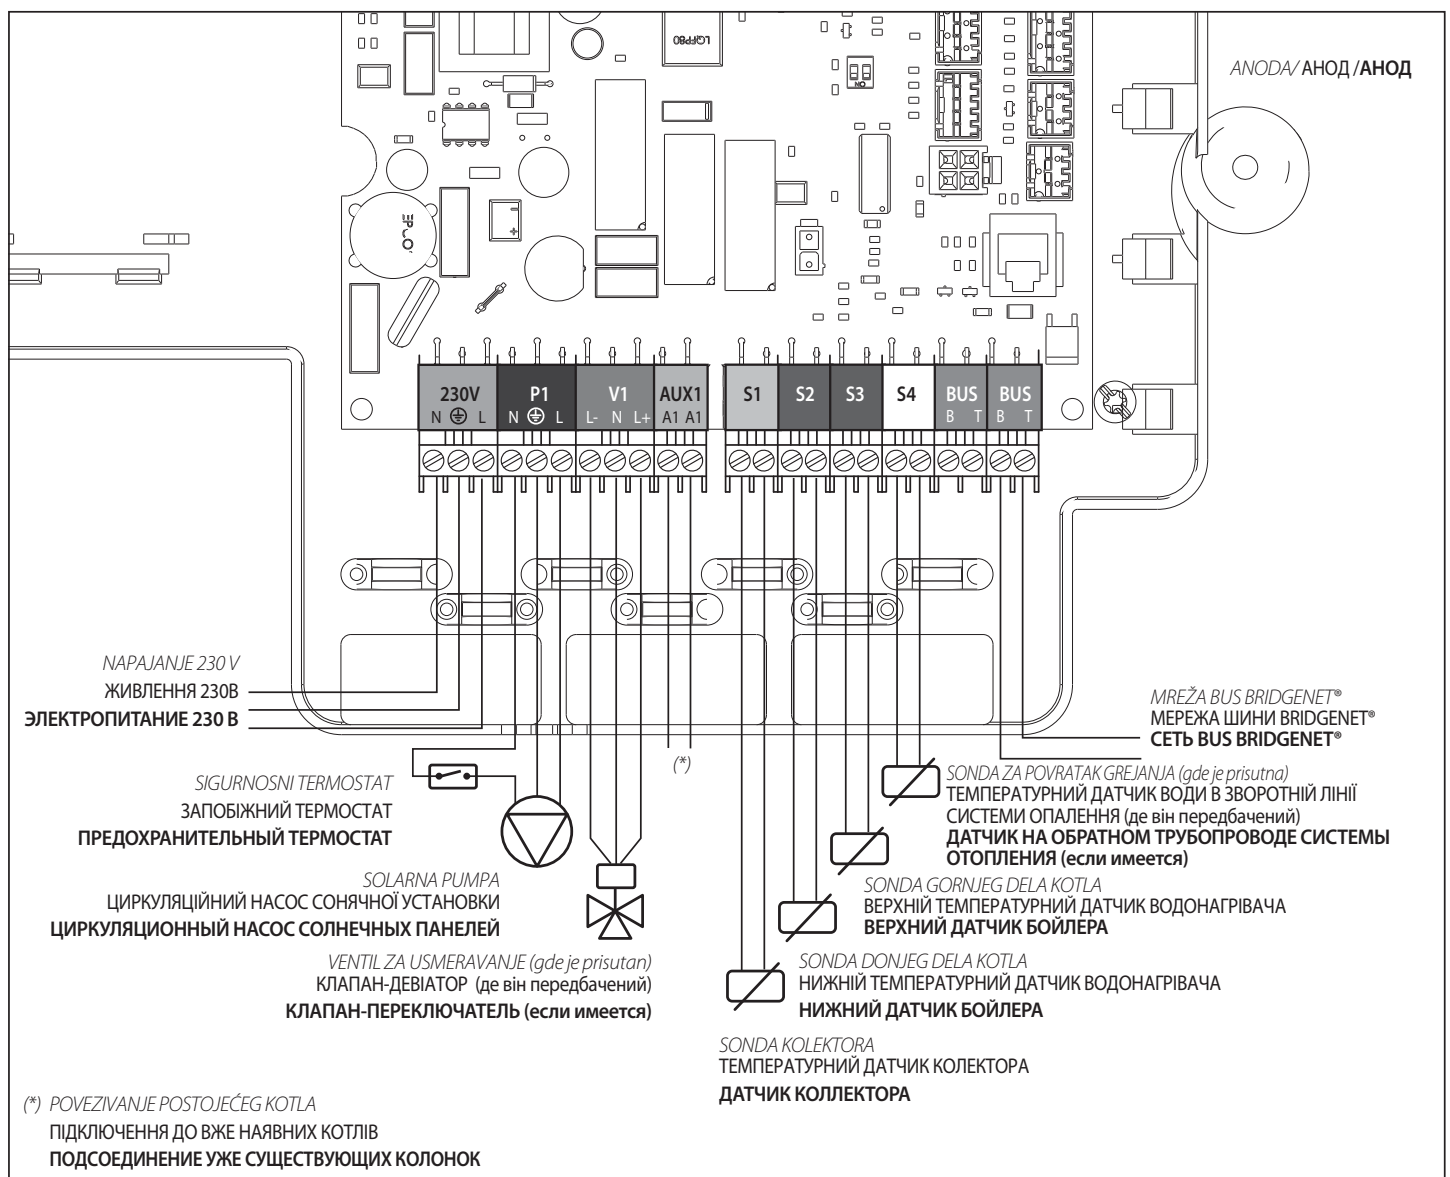 LQFP80
ON
ANODA/ АНОД /АНОД
- +
230V P1 V1 AUX1 S1 S2 S3 S4 BUS BUS
N L N L L- N L+ A1 A1 B T B T
NAPAJANJE 230 V
ЖИВЛЕННЯ 230В
ЭЛЕКТРОПИТАНИЕ 230 В
MREŽA BUS BRIDGENET®
МЕРЕЖА ШИНИ BRIDGENET®
СЕТЬ BUS BRIDGENET®
(*)
SIGURNOSNI TERMOSTAT
ЗАПОБІЖНИЙ ТЕРМОСТАТ
ПРЕДОХРАНИТЕЛЬНЫЙ ТЕРМОСТАТ
SONDA ZA POVRATAK GREJANJA (gde je prisutna)
ТЕМПЕРАТУРНИЙ ДАТЧИК ВОДИ В ЗВОРОТНІЙ ЛІНІЇ
СИСТЕМИ ОПАЛЕННЯ (де він передбачений)
ДАТЧИК НА ОБРАТНОМ ТРУБОПРОВОДЕ СИСТЕМЫ
ОТОПЛЕНИЯ (если имеется)
SOLARNA PUMPA
ЦИРКУЛЯЦІЙНИЙ НАСОС СОНЯЧНОЇ УСТАНОВКИ
ЦИРКУЛЯЦИОННЫЙ НАСОС СОЛНЕЧНЫХ ПАНЕЛЕЙ
SONDA GORNJEG DELA KOTLA
ВЕРХНІЙ ТЕМПЕРАТУРНИЙ ДАТЧИК ВОДОНАГРІВАЧА
ВЕРХНИЙ ДАТЧИК БОЙЛЕРА
VENTIL ZA USMERAVANJE (gde je prisutan)
КЛАПАН-ДЕВІАТОР (де він передбачений)
КЛАПАН-ПЕРЕКЛЮЧАТЕЛЬ (если имеется)
SONDA DONJEG DELA KOTLA
НИЖНІЙ ТЕМПЕРАТУРНИЙ ДАТЧИК ВОДОНАГРІВАЧА
НИЖНИЙ ДАТЧИК БОЙЛЕРА
SONDA KOLEKTORA
ТЕМПЕРАТУРНИЙ ДАТЧИК КОЛЕКТОРА
ДАТЧИК КОЛЛЕКТОРА
(*) POVEZIVANJE POSTOJEĆEG KOTLA
ПІДКЛЮЧЕННЯ ДО ВЖЕ НАЯВНИХ КОТЛІВ
ПОДСОЕДИНЕНИЕ УЖЕ СУЩЕСТВУЮЩИХ КОЛОНОК